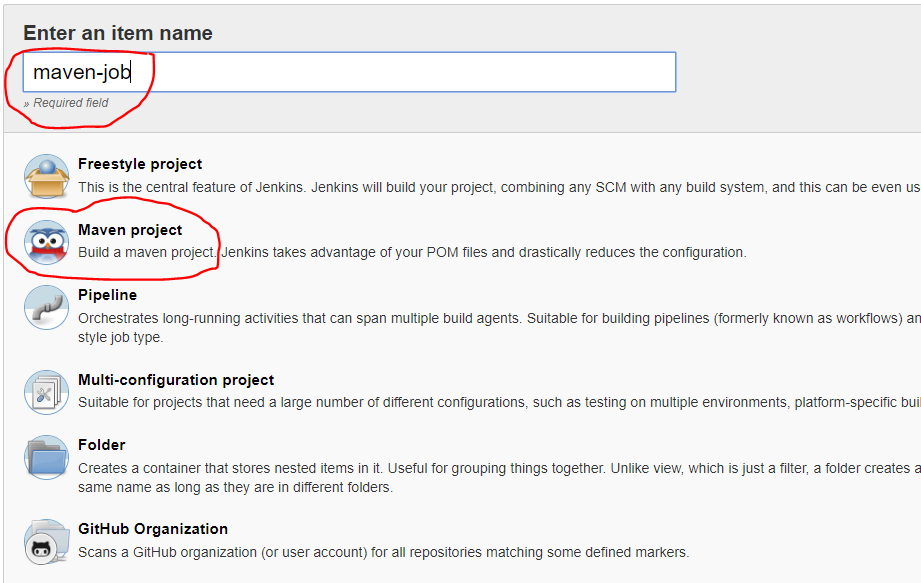 Enter an item name
maven-job
» Required field
Freestyle project
This is the central feature of Jenkins. Jenkins will build your project, combining any SCM with any build system, and this can be even us
Maven project
Build a maven project. Jenkins takes advantage of your POM files and drastically reduces the configuration.
Pipeline
Orchestrates long-running activities that can span multiple build agents. Suitable for building pipelines (formerly known as workflows) an
style job type.
Multi-configuration project
Suitable for projects that need a large number of different configurations, such as testing on multiple environments, platform-specific buil
Folder
Creates a container that stores nested items in it. Useful for grouping things together. Unlike view, which is just a filter, a folder creates a
same name as long as they are in different folders.
GitHub Organization
Scans a GitHub organization (or user account) for all repositories matching some defined markers.